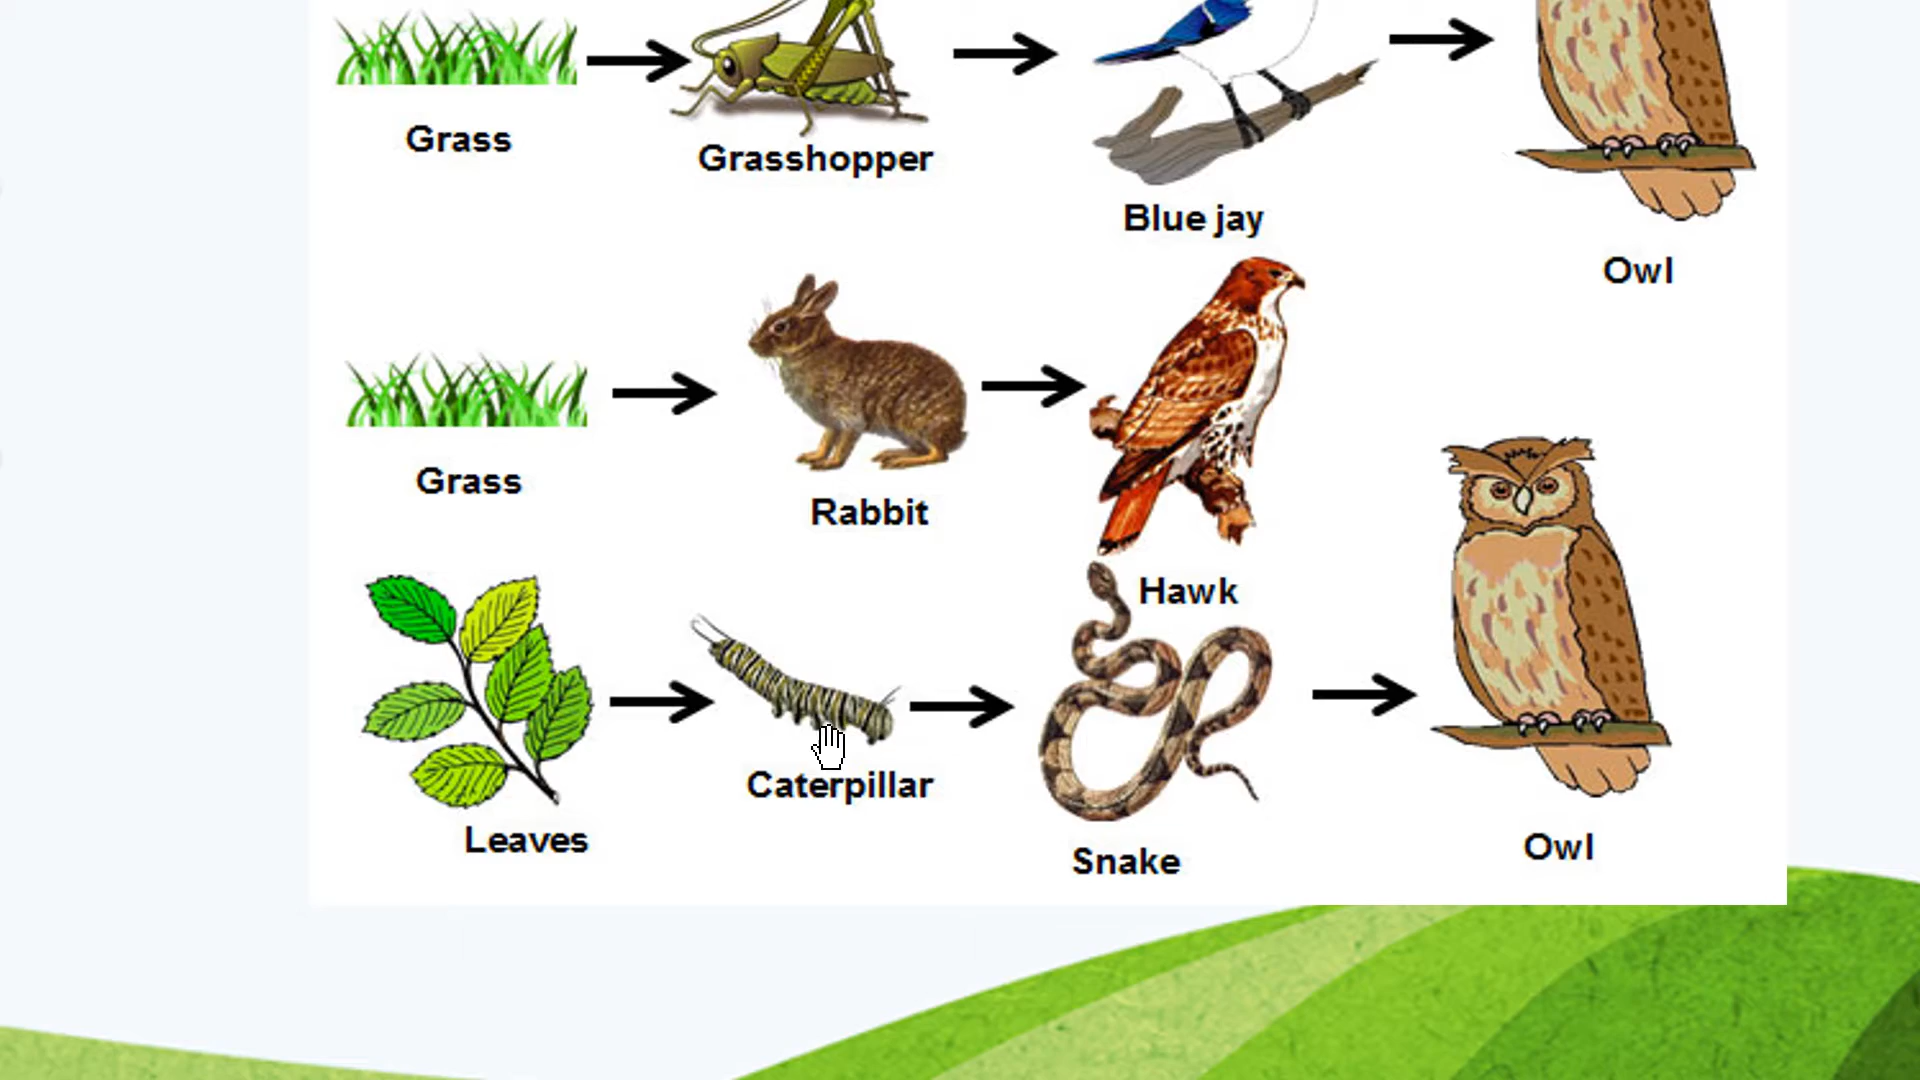 Grass
Grasshopper
Blue jay
Owl
Grass
Rabbit
Hawk
Leaves
Caterpillar
Snake
Owl